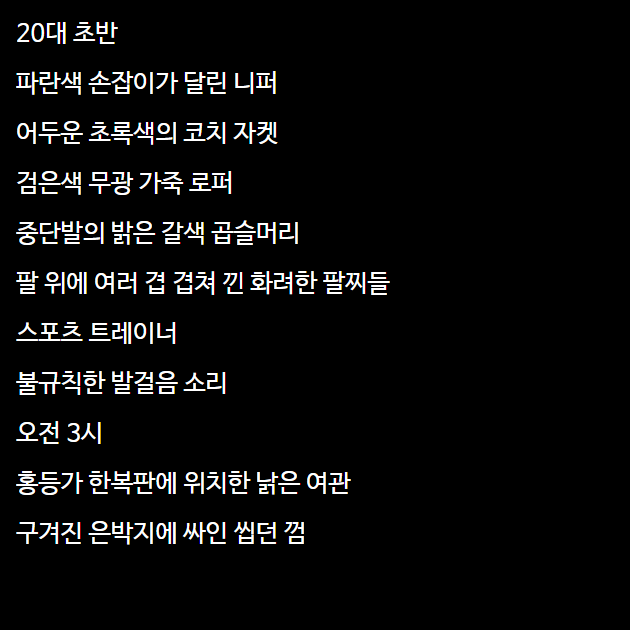 20대 초반
파란색 손잡이가 달린 니퍼
어두운 초록색의 코치 자켓
검은색 무광 가죽 로퍼
중단발의 밝은 갈색 곱슬머리
팔 위에 여러 겹 겹쳐 낀 화려한 팔찌들
스포츠 트레이너
불규칙한 발걸음 소리
오전 3시
홍등가 한복판에 위치한 낡은 여관
구겨진 은박지에 싸인 씹던 껌